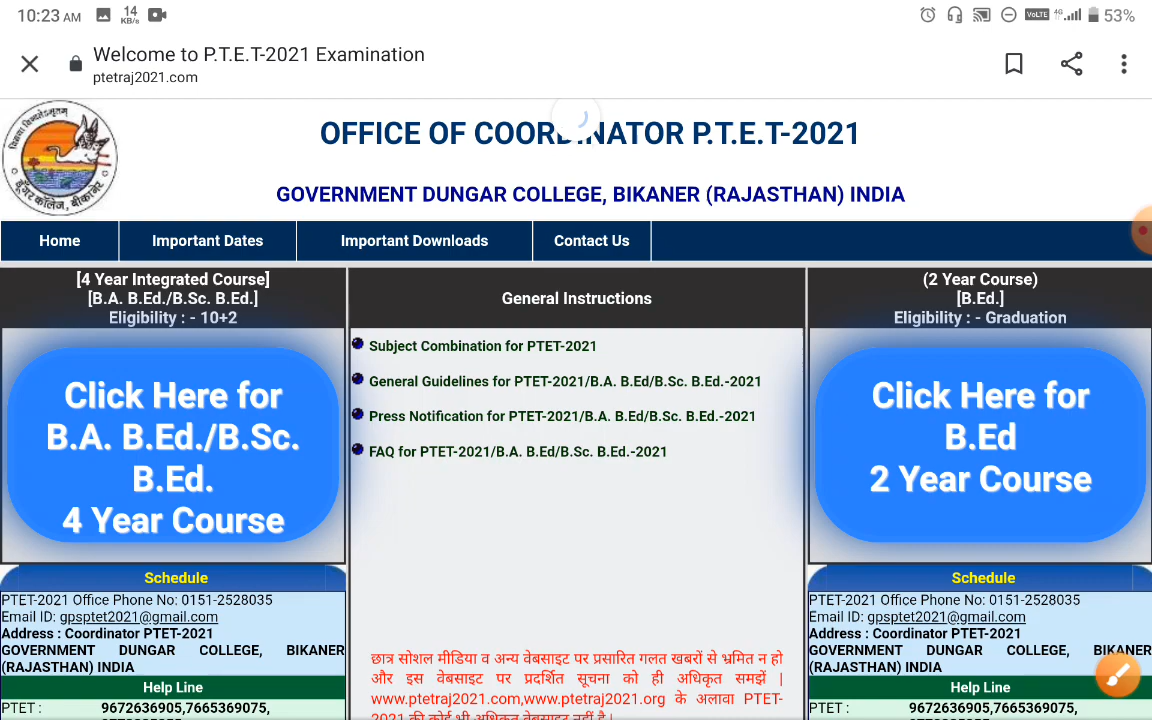 10:23 AM 14 KB/s VoLTE 4G 53%
Welcome to P.T.E.T-2021 Examination
ptetraj2021.com
OFFICE OF COORDINATOR P.T.E.T-2021
GOVERNMENT DUNGAR COLLEGE, BIKANER (RAJASTHAN) INDIA
Home Important Dates Important Downloads Contact Us
[4 Year Integrated Course]
[B.A. B.Ed./B.Sc. B.Ed.]
Eligibility : - 10+2
Click Here for
B.A. B.Ed./B.Sc.
B.Ed.
4 Year Course
Schedule
PTET-2021 Office Phone No: 0151-2528035
Email ID: gpsptet2021@gmail.com
Address : Coordinator PTET-2021
GOVERNMENT DUNGAR COLLEGE, BIKANER
(RAJASTHAN) INDIA
Help Line
PTET : 9672636905,7665369075,
General Instructions
Subject Combination for PTET-2021
General Guidelines for PTET-2021/B.A. B.Ed/B.Sc. B.Ed.-2021
Press Notification for PTET-2021/B.A. B.Ed/B.Sc. B.Ed.-2021
FAQ for PTET-2021/B.A. B.Ed/B.Sc. B.Ed.-2021
छात्र सोशल मीडिया व अन्य वेबसाइट पर प्रसारित गलत खबरों से भ्रमित न हो
और इस वेबसाइट पर प्रदर्शित सूचना को ही अधिकृत समझें |
www.ptetraj2021.com,www.ptetraj2021.org के अलावा PTET-
2021 की कोई भी अधिकृत वेबसाइट नहीं है |
(2 Year Course)
[B.Ed.]
Eligibility : - Graduation
Click Here for
B.Ed
2 Year Course
Schedule
PTET-2021 Office Phone No: 0151-2528035
Email ID: gpsptet2021@gmail.com
Address : Coordinator PTET-2021
GOVERNMENT DUNGAR COLLEGE, BIKANER
(RAJASTHAN) INDIA
Help Line
PTET : 9672636905,7665369075,